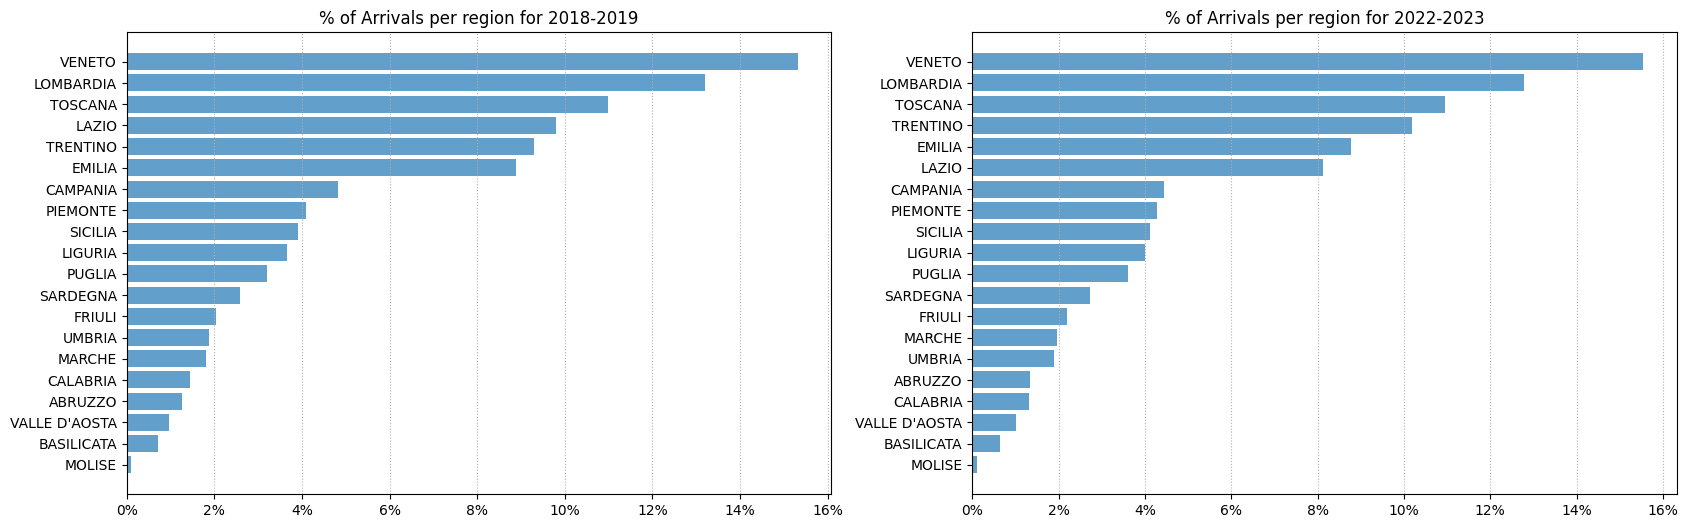 % of Arrivals per region for 2018-2019
VENETO
LOMBARDIA
TOSCANA
LAZIO
TRENTINO
EMILIA
CAMPANIA
PIEMONTE
SICILIA
LIGURIA
PUGLIA
SARDEGNA
FRIULI
UMBRIA
MARCHE
CALABRIA
ABRUZZO
VALLE D'AOSTA
BASILICATA
MOLISE
0% 2% 4% 6% 8% 10% 12% 14% 16%
% of Arrivals per region for 2022-2023
VENETO
LOMBARDIA
TOSCANA
TRENTINO
EMILIA
LAZIO
CAMPANIA
PIEMONTE
SICILIA
LIGURIA
PUGLIA
SARDEGNA
FRIULI
MARCHE
UMBRIA
ABRUZZO
CALABRIA
VALLE D'AOSTA
BASILICATA
MOLISE
0% 2% 4% 6% 8% 10% 12% 14% 16%